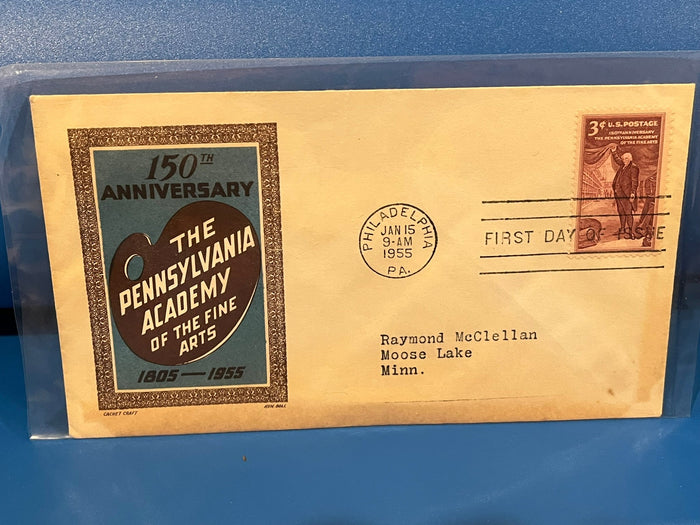 150TH
ANNIVERSARY
THE
PENNSYLVANIA
ACADEMY
OF THE FINE
ARTS
1805—1955
CACHET CRAFT
KEN BOLL
PHILADELPHIA
JAN 15
9-AM
1955
PA.
3¢ U.S. POSTAGE
150TH ANNIVERSARY
THE PENNSYLVANIA ACADEMY
OF THE FINE ARTS
FIRST DAY OF ISSUE
Raymond McClellan
Moose Lake
Minn.